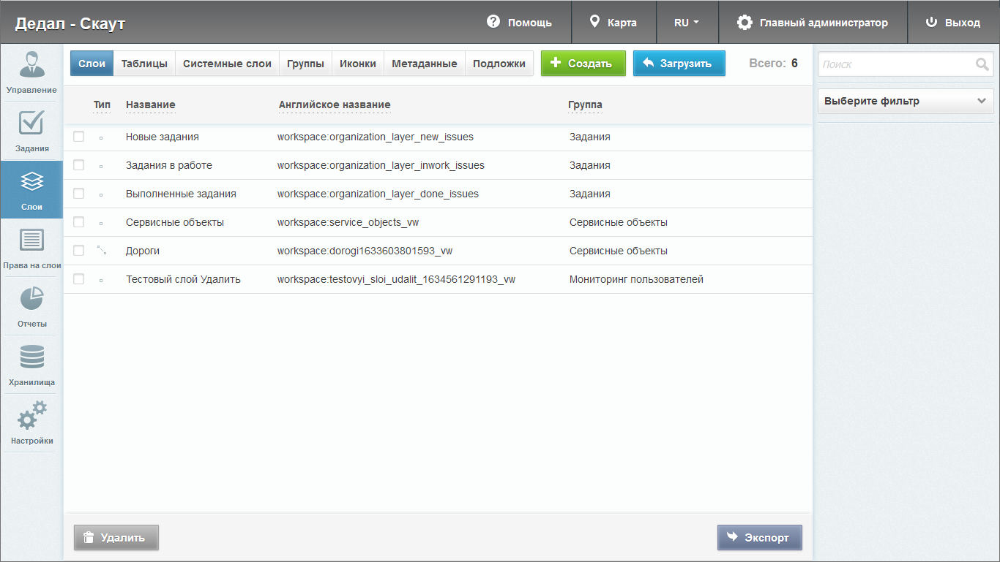 Дедал - Скаут
Помощь
Карта
RU
Главный администратор
Выход
Управление
Задания
Слои
Права на слои
Отчеты
Хранилища
Настройки
Слои Таблицы Системные слои Группы Иконки Метаданные Подложки
Создать
Загрузить
Всего: 6
Поиск
Выберите фильтр
Тип Название Английское название Группа
Новые задания workspace:organization_layer_new_issues Задания
Задания в работе workspace:organization_layer_inwork_issues Задания
Выполненные задания workspace:organization_layer_done_issues Задания
Сервисные объекты workspace:service_objects_vw Сервисные объекты
Дороги workspace:dorogi1633603801593_vw Сервисные объекты
Тестовый слой Удалить workspace:testovyi_sloi_udalit_1634561291193_vw Мониторинг пользователей
Удалить
Экспорт